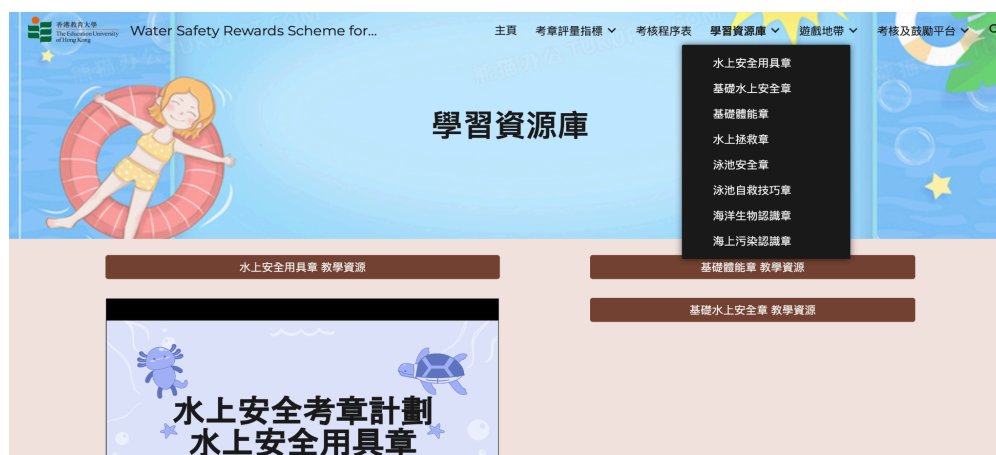 香港教育大學
The Education University
of Hong Kong
Water Safety Rewards Scheme for...
主頁
考章評量指標
考核程序表
學習資源庫
遊戲地帶
考核及鼓勵平台
水上安全用具章
基礎水上安全章
基礎體能章
水上拯救章
泳池安全章
泳池自救技巧章
海洋生物認識章
海上污染認識章
學習資源庫
水上安全用具章 教學資源
基礎體能章 教學資源
基礎水上安全章 教學資源
水上安全考章計劃
水上安全用具章